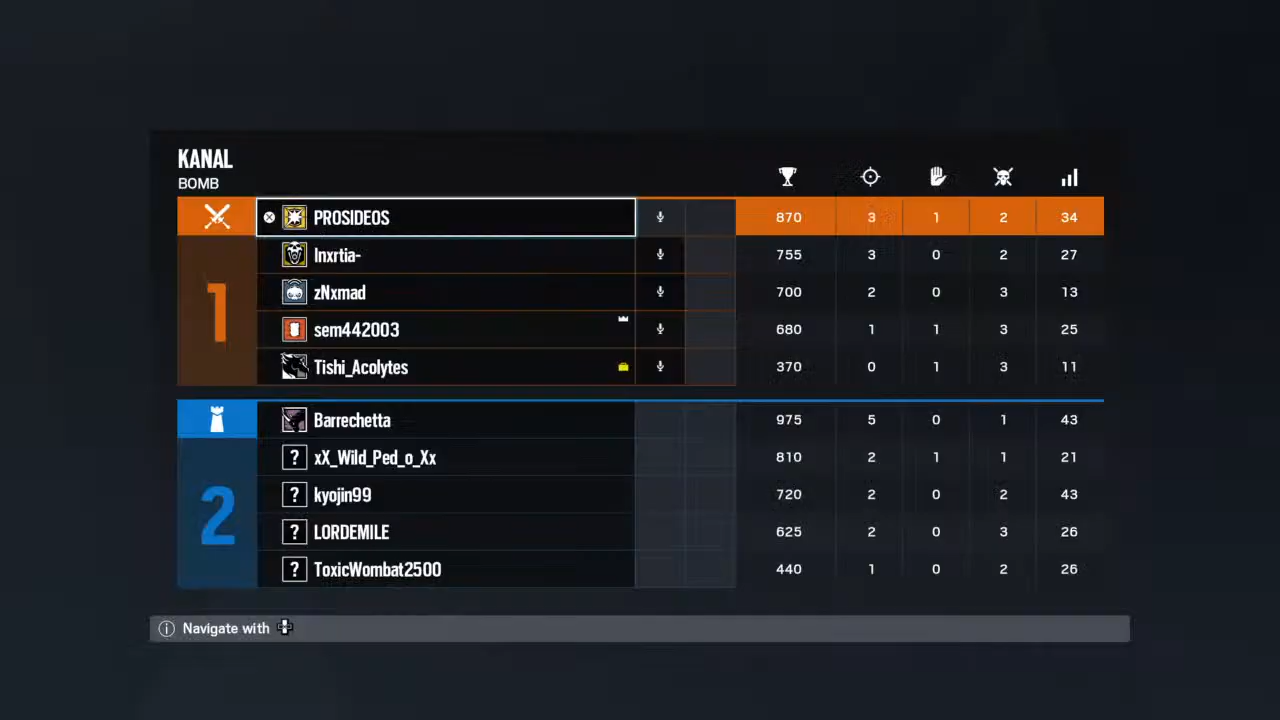 KANAL
BOMB
PROSIDEOS 870 3 1 2 34
Inxrtia- 755 3 0 2 27
zNxmad 700 2 0 3 13
sem442003 680 1 1 3 25
Tishi_Acolytes 370 0 1 3 11
1
Barrechetta 975 5 0 1 43
? xX_Wild_Ped_o_Xx 810 2 1 1 21
? kyojin99 720 2 0 2 43
? LORDEMILE 625 2 0 3 26
? ToxicWombat2500 440 1 0 2 26
2
Navigate with